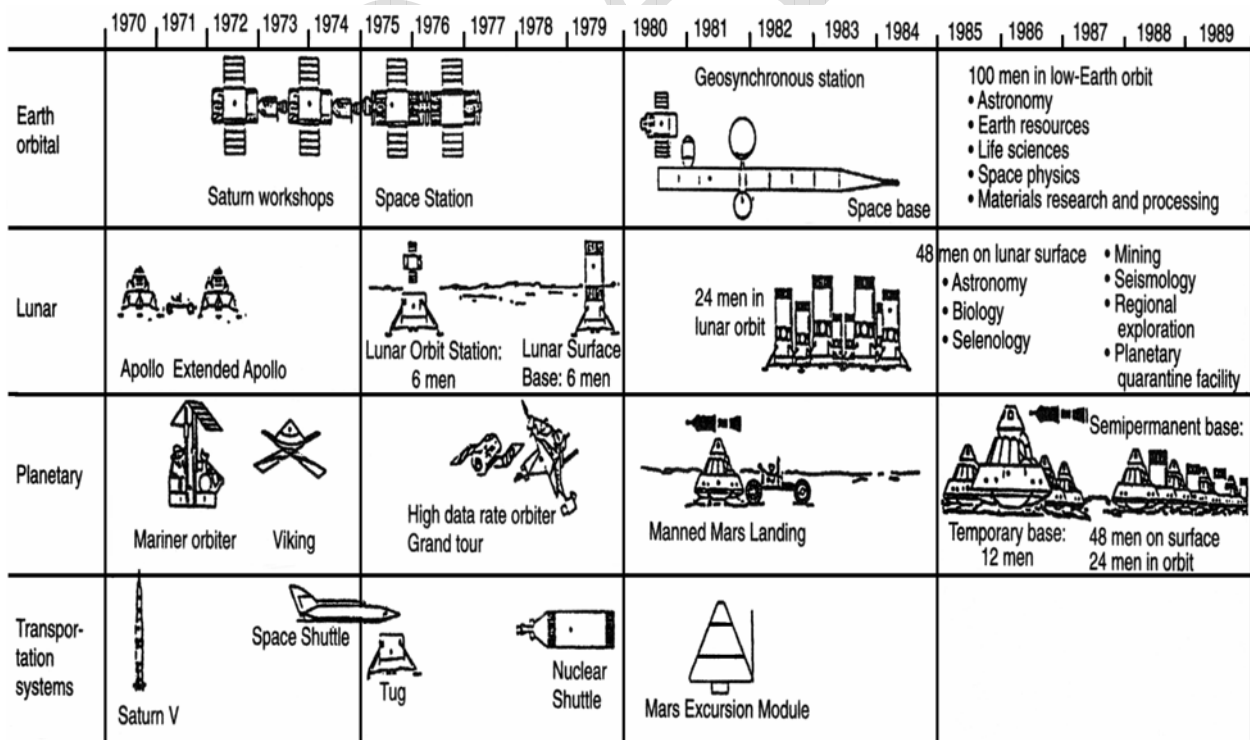 1970 1971 1972 1973 1974 1975 1976 1977 1978 1979 1980 1981 1982 1983 1984 1985 1986 1987 1988 1989
Earth
orbital
Saturn workshops
Space Station
Geosynchronous station
Space base
100 men in low-Earth orbit
• Astronomy
• Earth resources
• Life sciences
• Space physics
• Materials research and processing
Lunar
Apollo Extended Apollo
Lunar Orbit Station:
6 men
Lunar Surface
Base: 6 men
24 men in
lunar orbit
48 men on lunar surface
• Astronomy
• Biology
• Selenology
• Mining
• Seismology
• Regional
exploration
• Planetary
quarantine facility
Planetary
Mariner orbiter
Viking
High data rate orbiter
Grand tour
Manned Mars Landing
Temporary base:
12 men
Semipermanent base:
48 men on surface
24 men in orbit
Transpor-
tation
systems
Saturn V
Space Shuttle
Tug
Nuclear
Shuttle
Mars Excursion Module